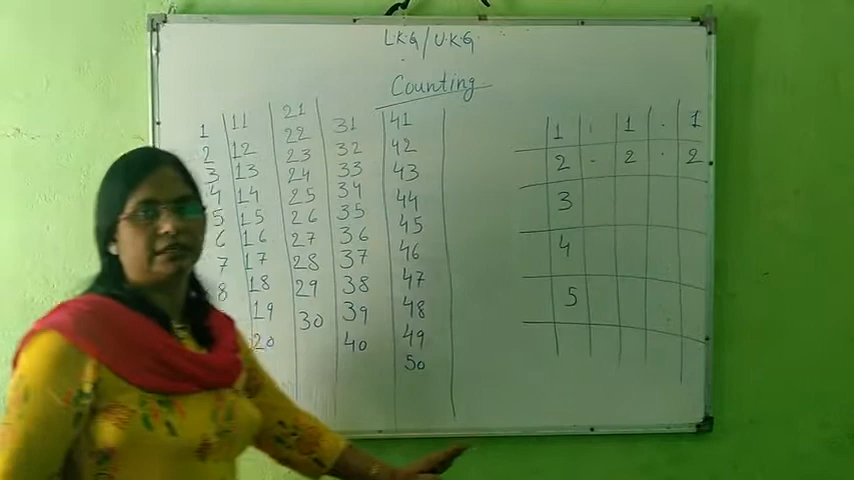 L.K.G/U.K.G
Counting
1 11 21 31 41
2 12 22 32 42
3 13 23 33 43
4 14 24 34 44
5 15 25 35 45
6 16 26 36 46
7 17 27 37 47
8 18 28 38 48
19 29 39 49
20 30 40 50
1 . 1 . 1
2 - 2 . 2
3
4
5